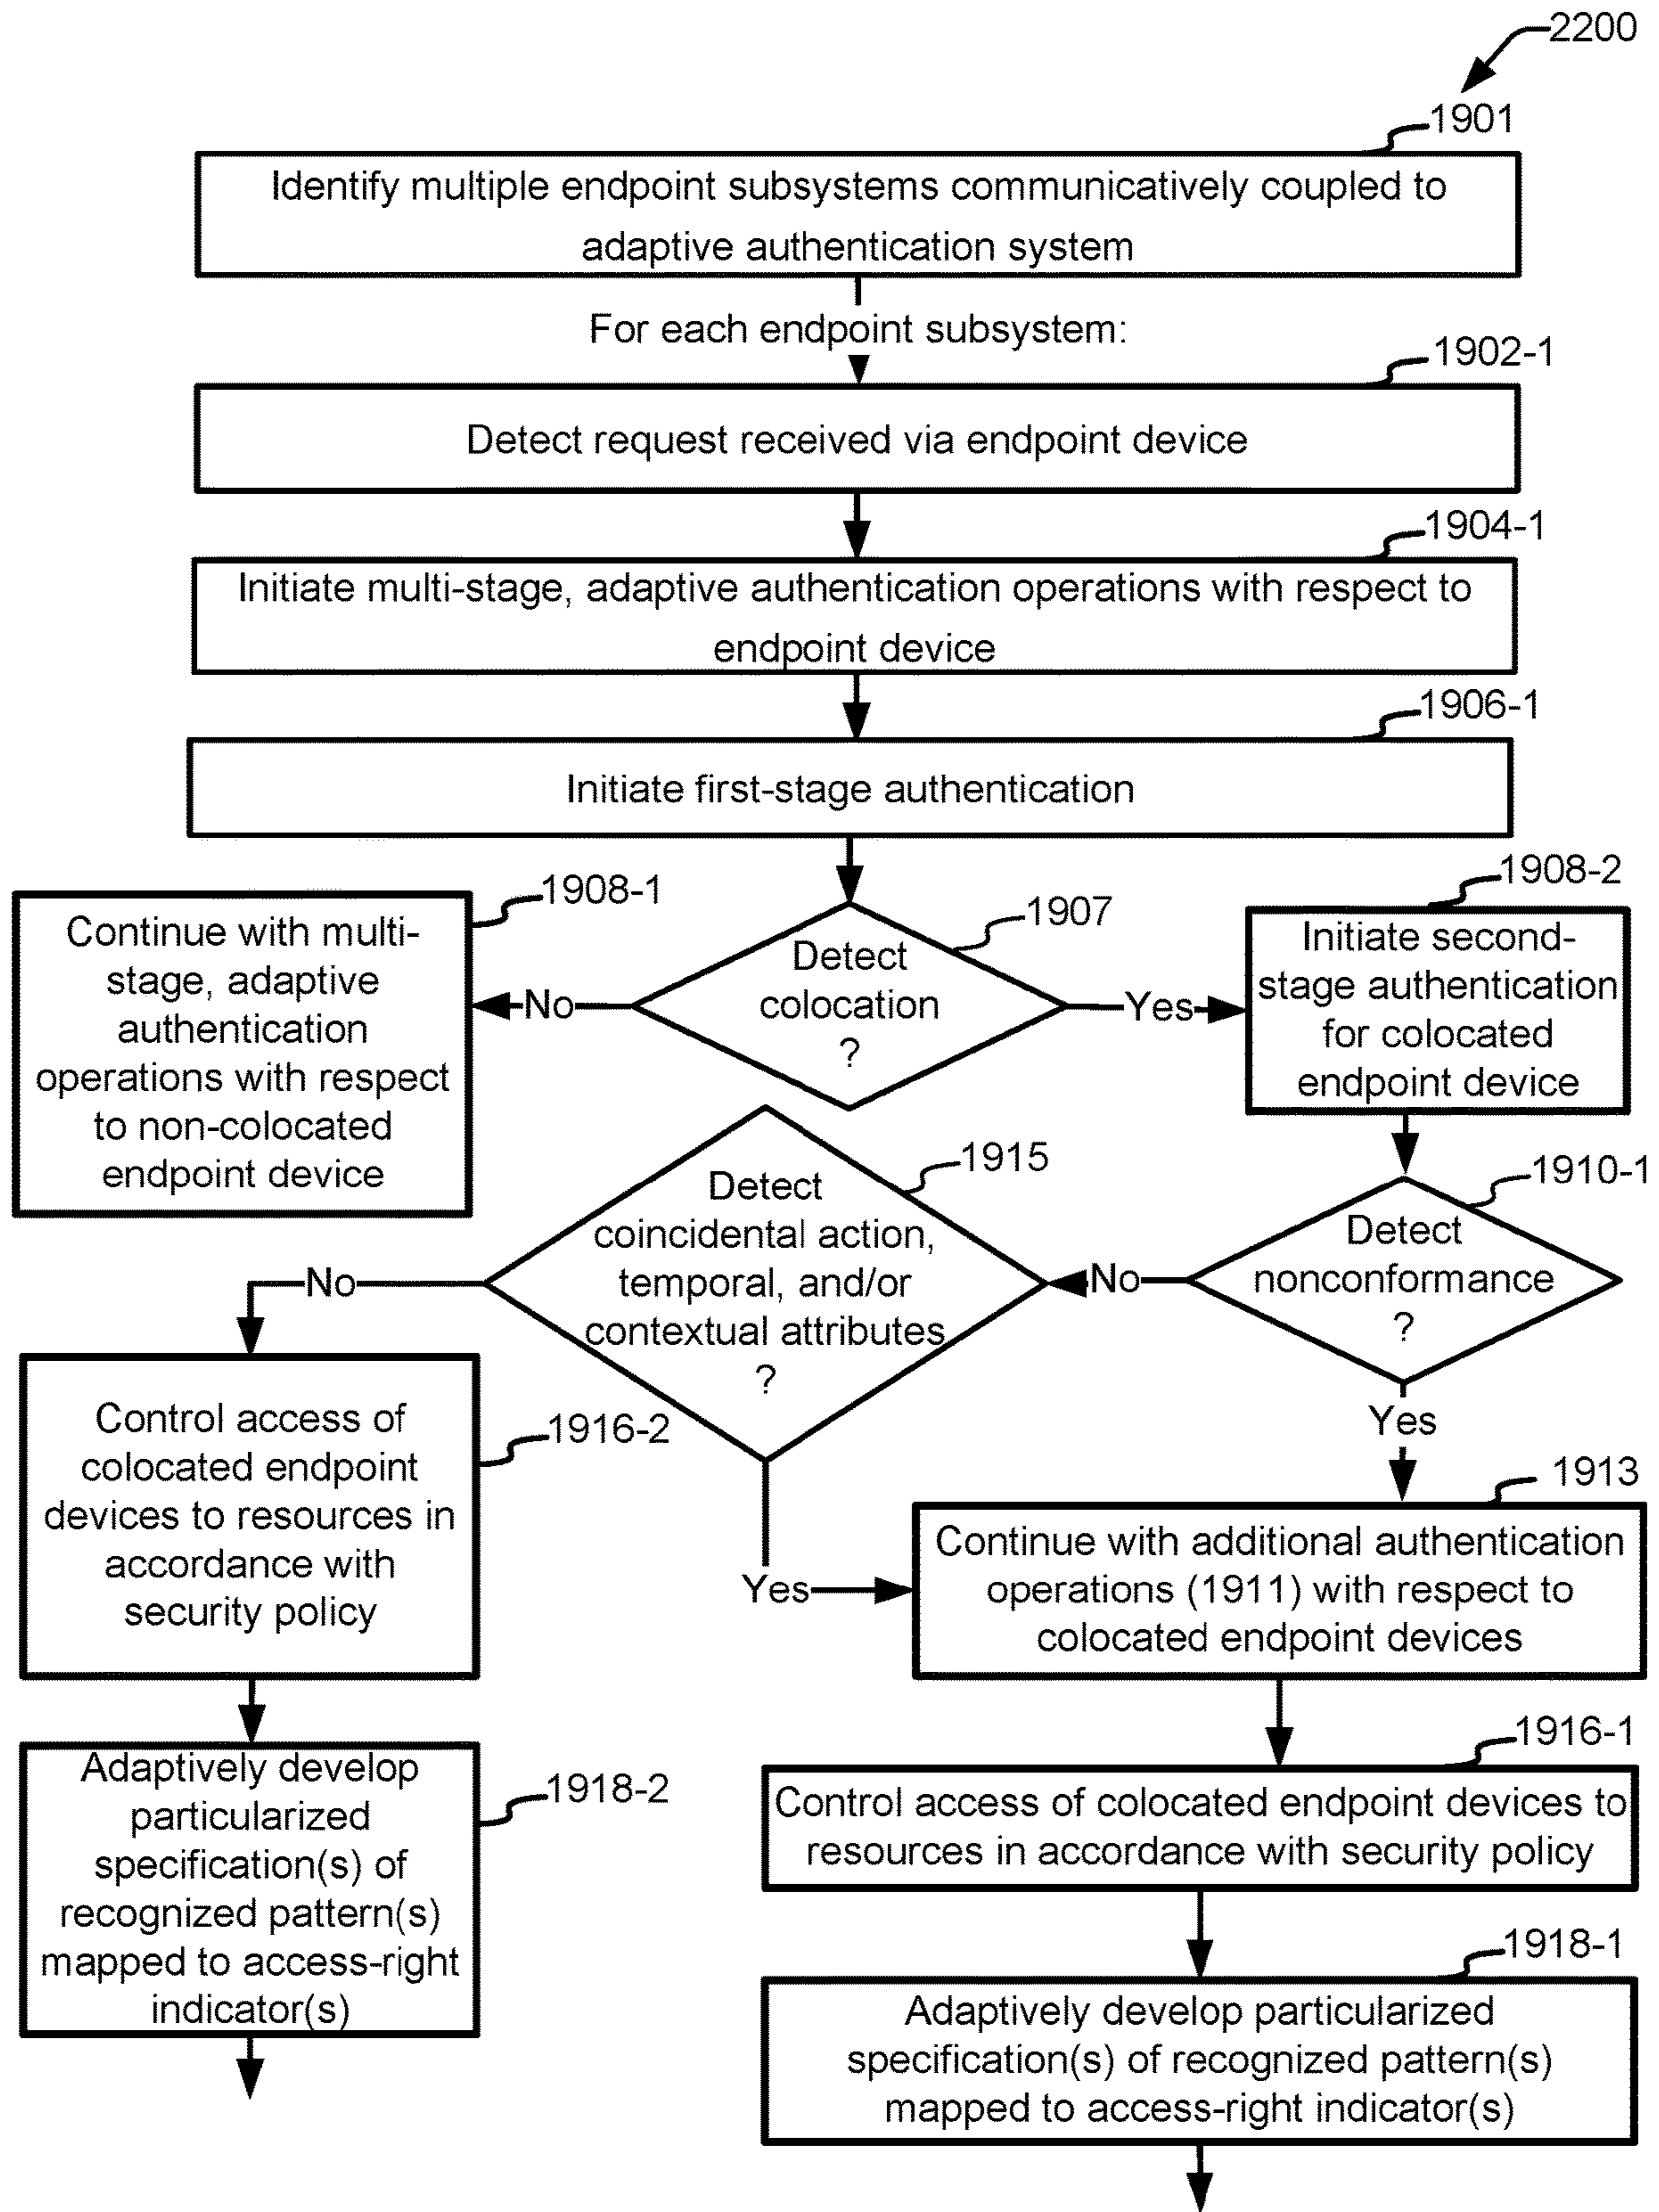 2200
1901
Identify multiple endpoint subsystems communicatively coupled to
adaptive authentication system
For each endpoint subsystem:
1902-1
Detect request received via endpoint device
1904-1
Initiate multi-stage, adaptive authentication operations with respect to
endpoint device
1906-1
Initiate first-stage authentication
1908-1
Continue with multi-
stage, adaptive
authentication
operations with respect
to non-colocated
endpoint device
No
1907
Detect
colocation
?
Yes
1908-2
Initiate second-
stage authentication
for colocated
endpoint device
1910-1
Detect
nonconformance
?
No
Yes
1915
Detect
coincidental action,
temporal, and/or
contextual attributes
?
No
Yes
1916-2
Control access of
colocated endpoint
devices to resources in
accordance with
security policy
1918-2
Adaptively develop
particularized
specification(s) of
recognized pattern(s)
mapped to access-right
indicator(s)
1913
Continue with additional authentication
operations (1911) with respect to
colocated endpoint devices
1916-1
Control access of colocated endpoint devices to
resources in accordance with security policy
1918-1
Adaptively develop particularized
specification(s) of recognized pattern(s)
mapped to access-right indicator(s)